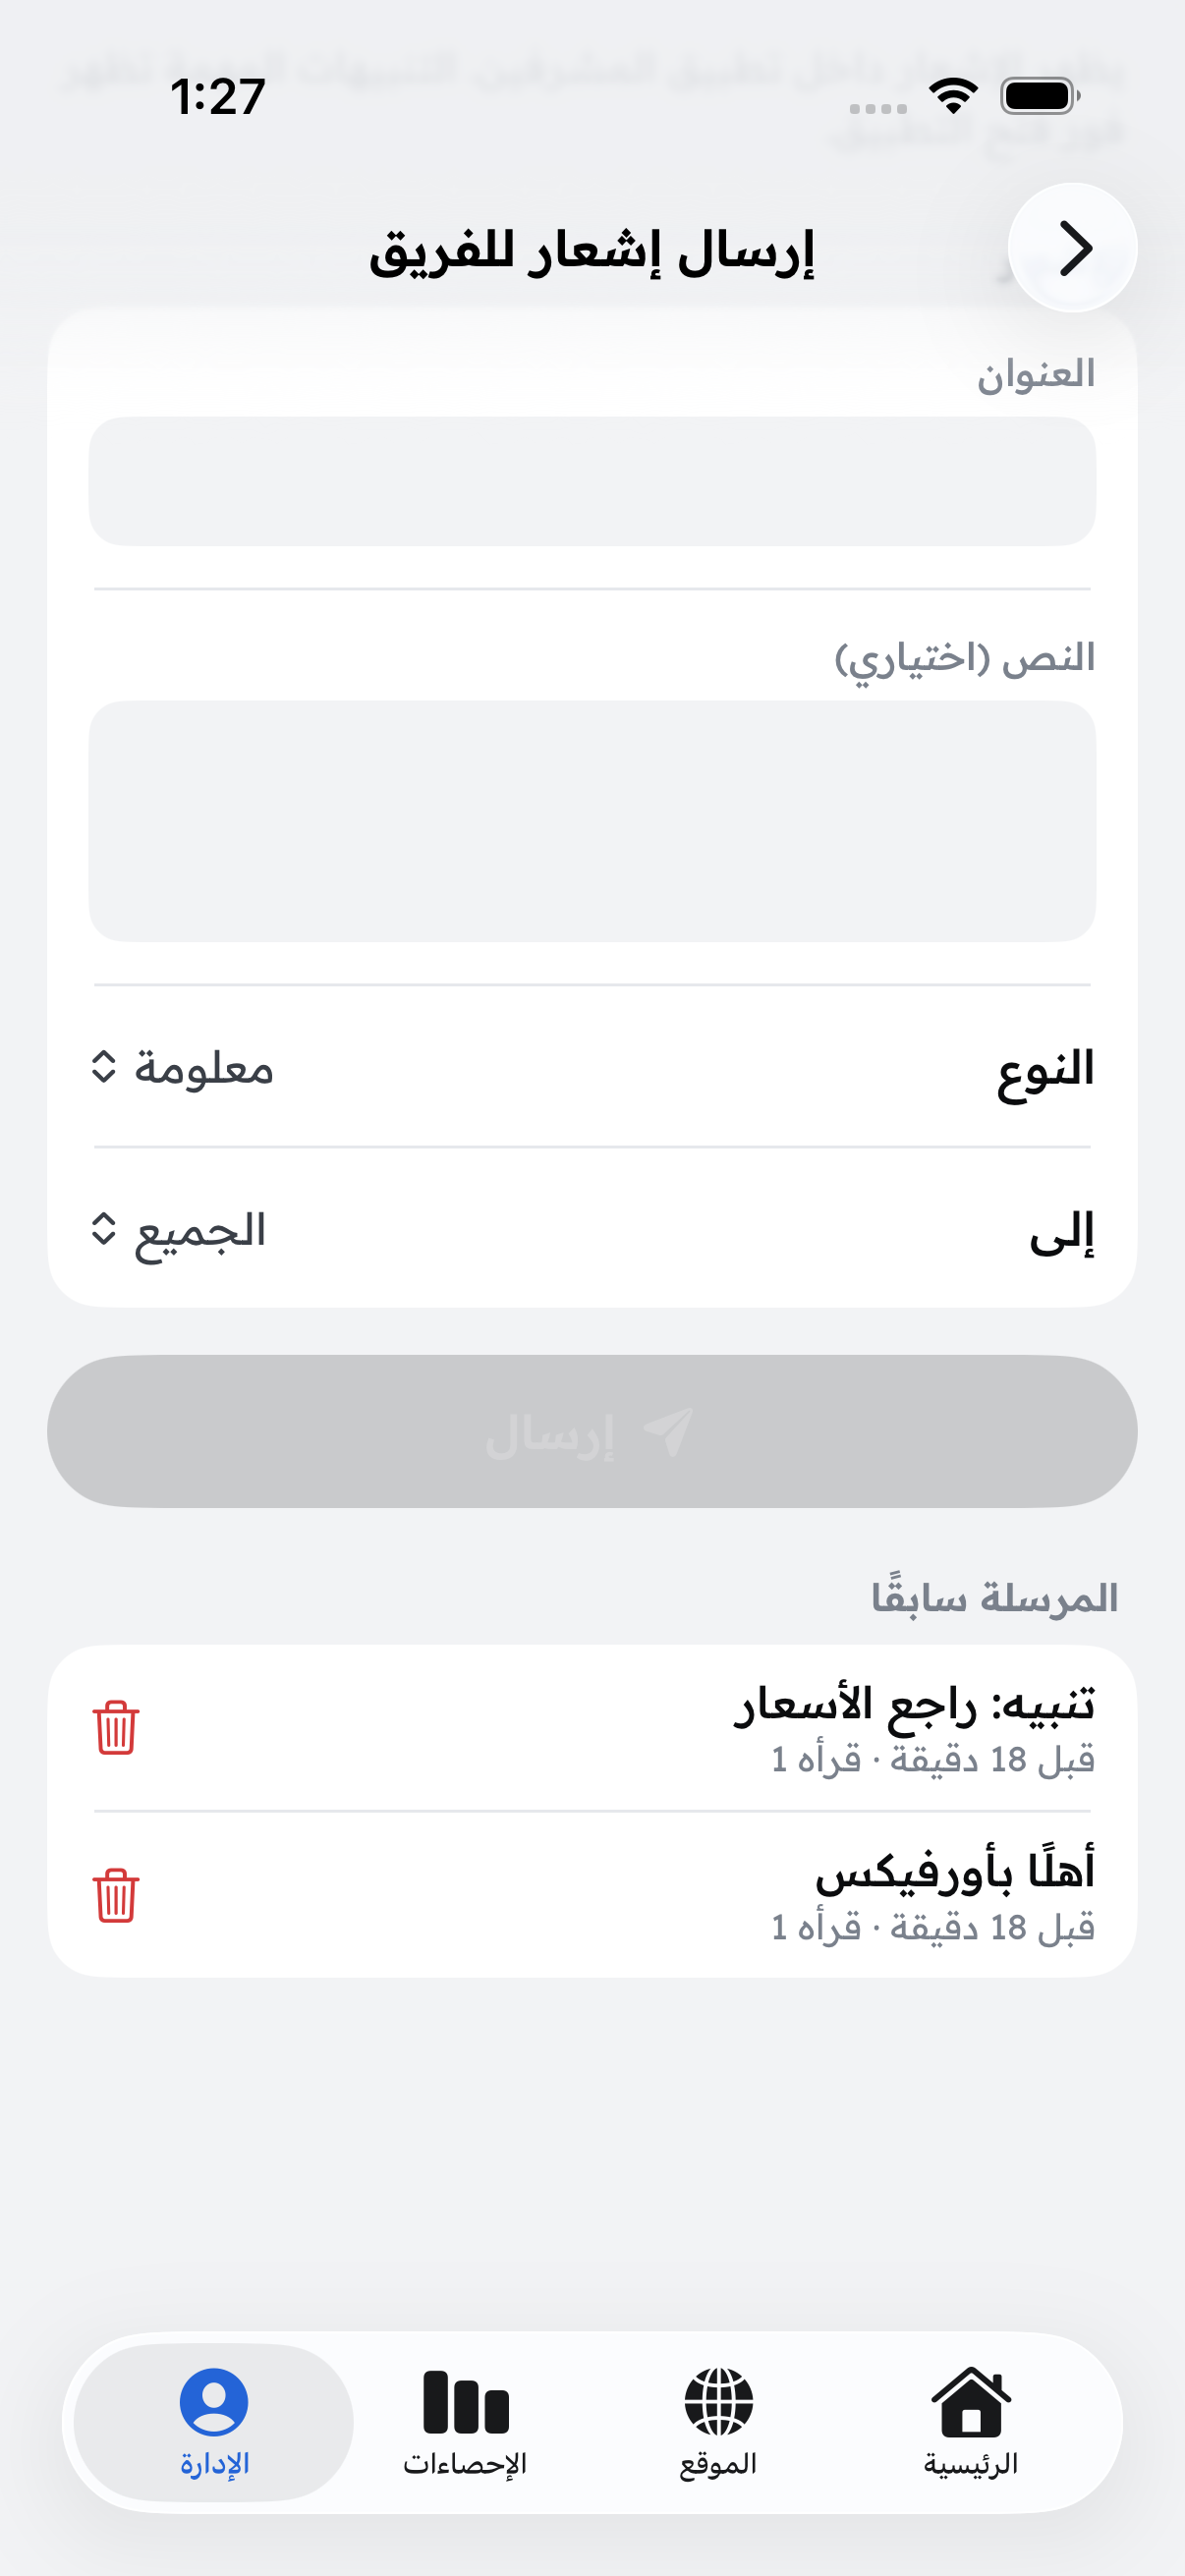 1:27
إرسال إشعار للفريق
العنوان
النص (اختياري)
النوع
معلومة
إلى
الجميع
إرسال
المرسلة سابقًا
تنبيه: راجع الأسعار
قبل 18 دقيقة · قرأه 1
أهلًا بأورفيكس
قبل 18 دقيقة · قرأه 1
الرئيسية
الموقع
الإحصاءات
الإدارة